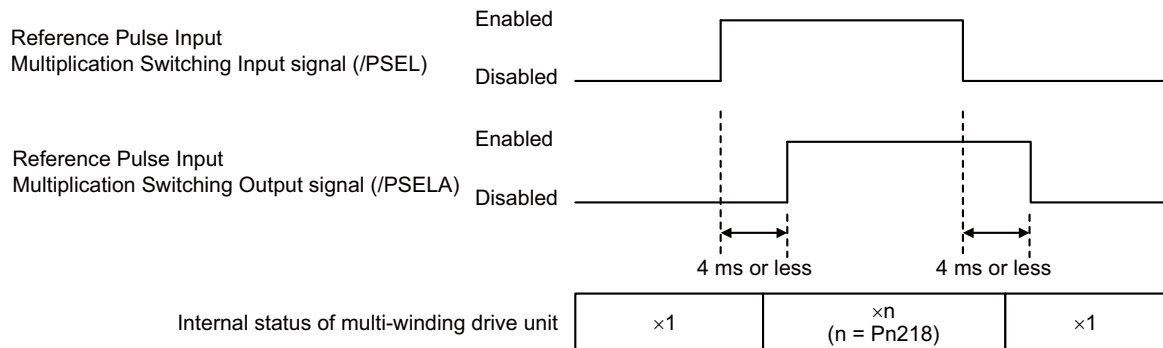 Enabled
Reference Pulse Input
Multiplication Switching Input signal (/PSEL)
Disabled
Enabled
Reference Pulse Input
Multiplication Switching Output signal (/PSELA)
Disabled
4 ms or less
4 ms or less
Internal status of multi-winding drive unit
×1
×n
(n = Pn218)
×1